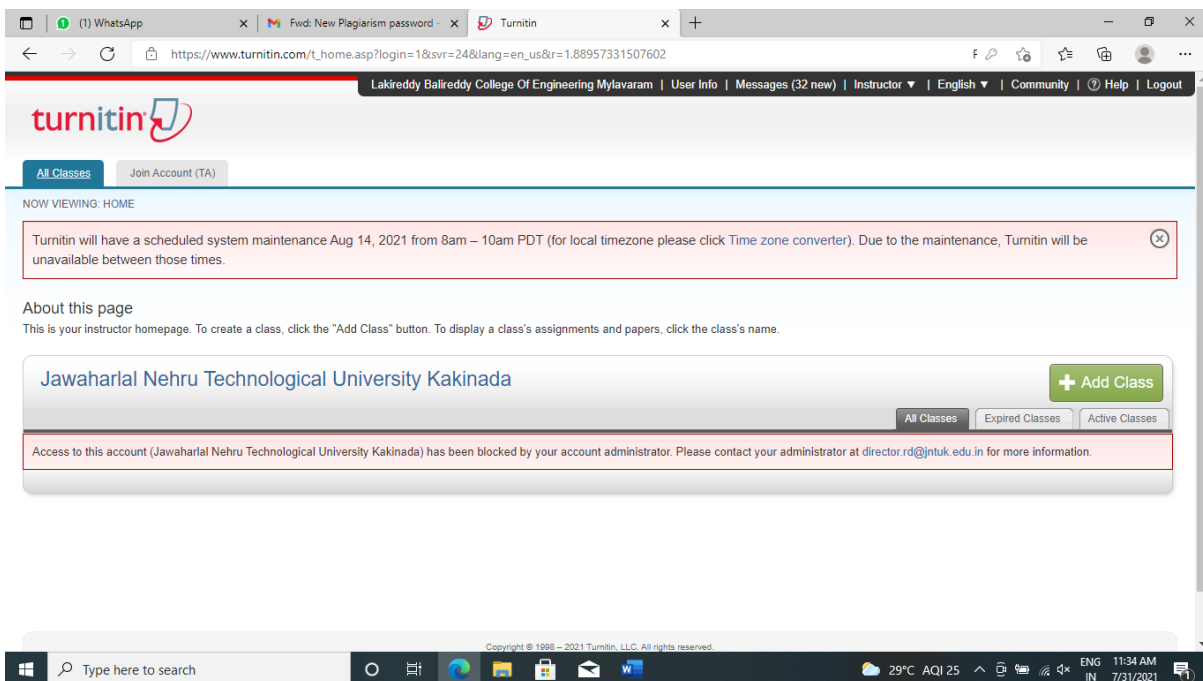 (1) WhatsApp
Fwd: New Plagiarism password -
Turnitin
https://www.turnitin.com/t_home.asp?login=1&svr=24&lang=en_us&r=1.88957331507602
Lakireddy Balireddy College Of Engineering Mylavaram | User Info | Messages (32 new) | Instructor ▼ | English ▼ | Community | ? Help | Logout
turnitin
All Classes
Join Account (TA)
NOW VIEWING: HOME
Turnitin will have a scheduled system maintenance Aug 14, 2021 from 8am – 10am PDT (for local timezone please click Time zone converter). Due to the maintenance, Turnitin will be
unavailable between those times.
About this page
This is your instructor homepage. To create a class, click the "Add Class" button. To display a class's assignments and papers, click the class's name.
Jawaharlal Nehru Technological University Kakinada
Add Class
All Classes
Expired Classes
Active Classes
Access to this account (Jawaharlal Nehru Technological University Kakinada) has been blocked by your account administrator. Please contact your administrator at director.rd@jntuk.edu.in for more information.
Copyright © 1998 – 2021 Turnitin, LLC. All rights reserved.
Type here to search
W
29°C AQI 25
ENG
IN
11:34 AM
7/31/2021